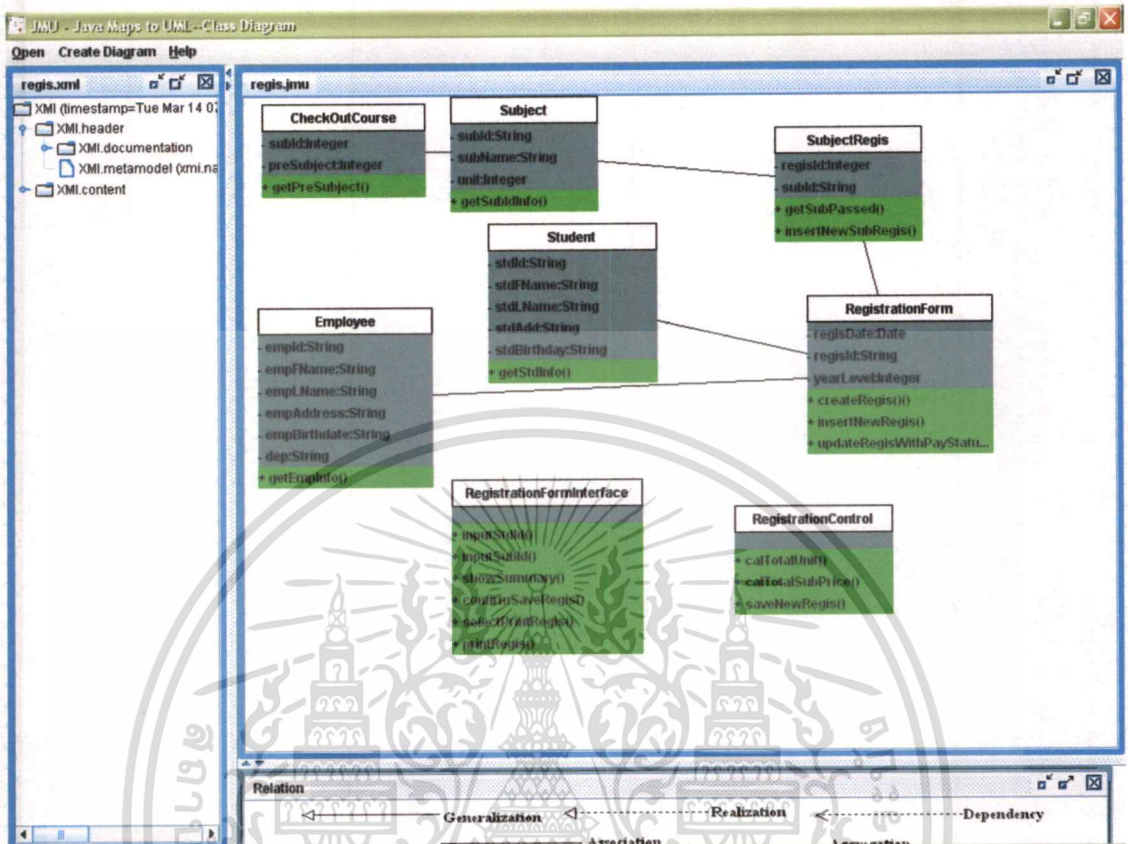 JMU - Java Maps to UML--Class Diagram
Open Create Diagram Help
regis.xml
XMI (timestamp=Tue Mar 14 07
XMI.header
XMI.documentation
XMI.metamodel (xmi.na
XMI.content
regis.jmu
CheckOutCourse
- subId:Integer
- preSubject:Integer
+ getPreSubject()
Subject
- subId:String
- subName:String
- unit:Integer
+ getSubIdInfo()
SubjectRegis
- regisId:Integer
- subId:String
+ getSubPassed()
+ insertNewSubRegis()
Student
- stdId:String
- stdFName:String
- stdLName:String
- stdAdd:String
- stdBirthday:String
+ getStdInfo()
Employee
- empId:String
- empFName:String
- empLName:String
- empAddress:String
- empBirthdate:String
- dep:String
+ getEmpInfo()
RegistrationForm
- regisDate:Date
- regisId:String
- yearLevel:Integer
+ createRegis()()
+ insertNewRegis()
+ updateRegisWithPayStatu...
RegistrationFormInterface
+ inputStdId()
+ inputSubId()
+ showSummary()
+ continuSaveRegist()
+ selectPrintRegis()
+ printRegis()
RegistrationControl
+ calTotalUnit()
+ calTotalSubPrice()
+ saveNewRegis()
Relation
Generalization
Realization
Dependency
Association
Aggregation